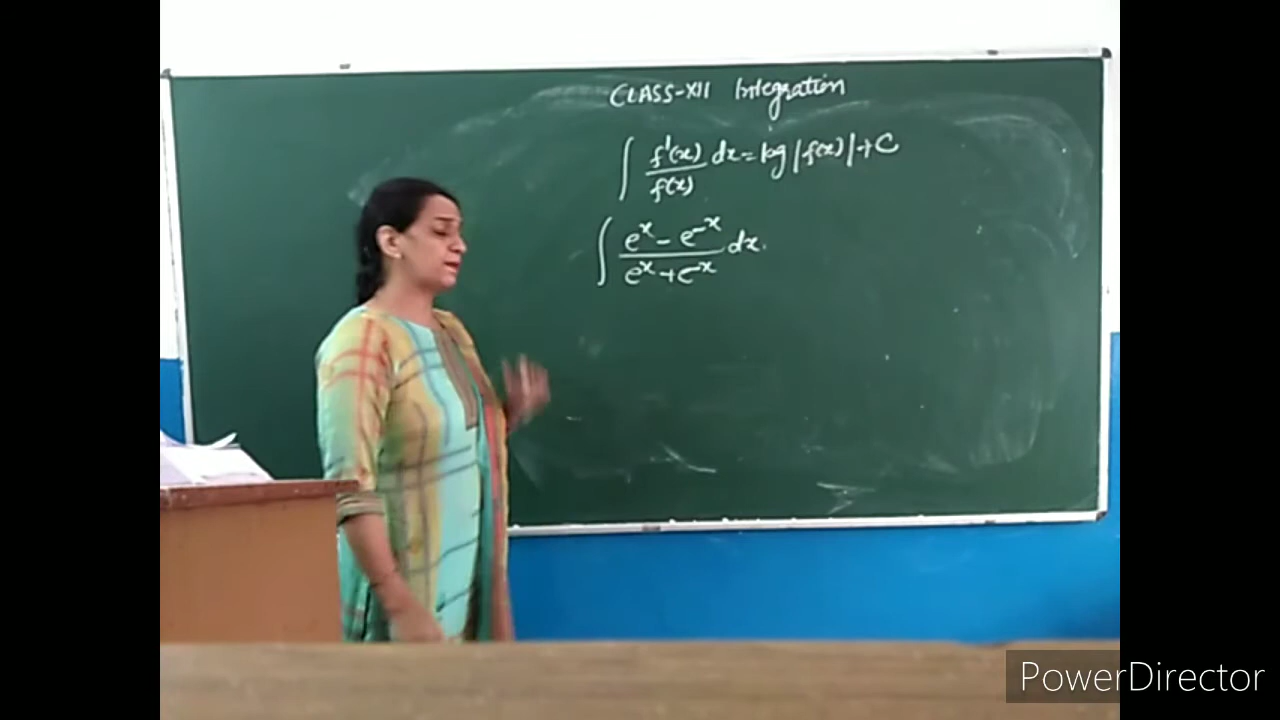 CLASS-XII Integration
∫ f'(x)/f(x) dx = log |f(x)| + C
∫ e^x - e^-x / e^x + e^-x dx.
PowerDirector